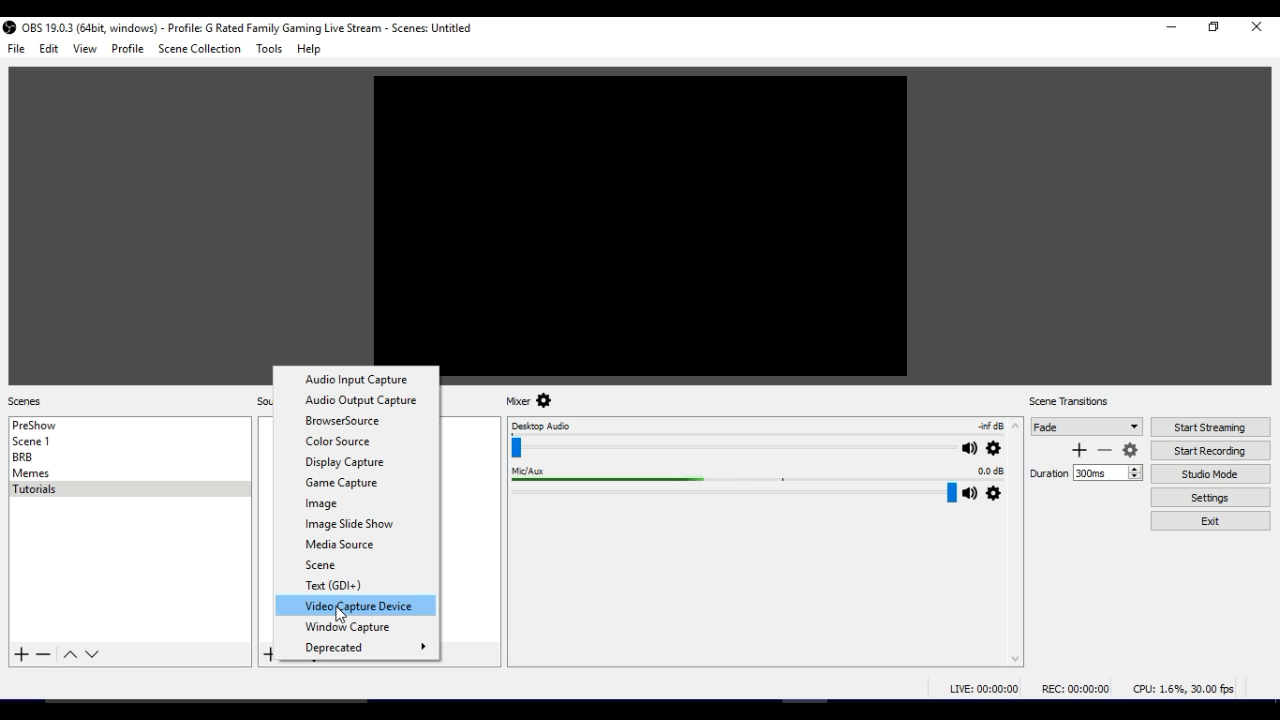 OBS 19.0.3 (64bit, windows) - Profile: G Rated Family Gaming Live Stream - Scenes: Untitled
File Edit View Profile Scene Collection Tools Help
Scenes
PreShow
Scene 1
BRB
Memes
Tutorials
Sou
Audio Input Capture
Audio Output Capture
BrowserSource
Color Source
Display Capture
Game Capture
Image
Image Slide Show
Media Source
Scene
Text (GDI+)
Video Capture Device
Window Capture
Deprecated
Mixer
Desktop Audio -inf dB
Mic/Aux 0.0 dB
Scene Transitions
Fade
Duration 300ms
Start Streaming
Start Recording
Studio Mode
Settings
Exit
LIVE: 00:00:00 REC: 00:00:00 CPU: 1.6%, 30.00 fps